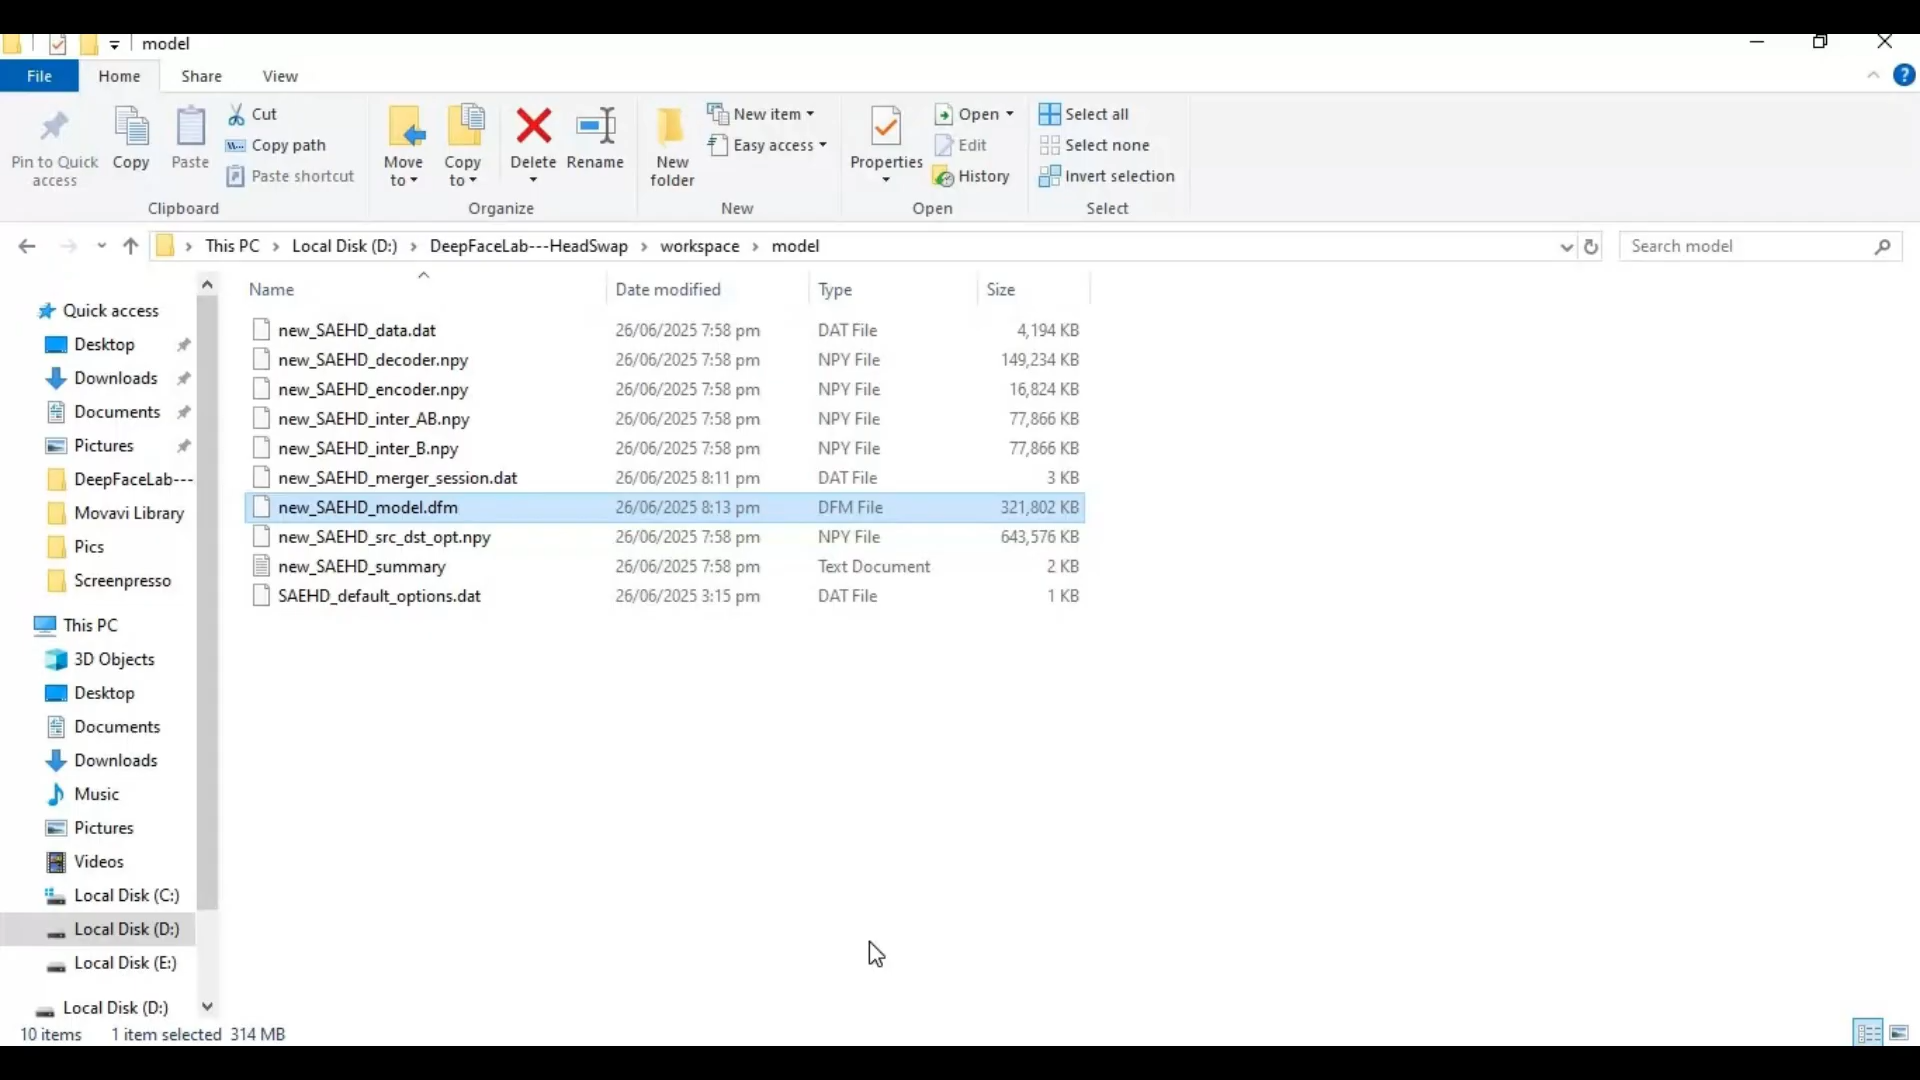 model
File Home Share View
Pin to Quick access
Copy
Paste
Cut
Copy path
Paste shortcut
Clipboard
Move to
Copy to
Delete
Rename
Organize
New folder
New item
Easy access
New
Properties
Open
Edit
History
Open
Select all
Select none
Invert selection
Select
This PC > Local Disk (D:) > DeepFaceLab---HeadSwap > workspace > model
Search model
Name Date modified Type Size
new_SAEHD_data.dat 26/06/2025 7:58 pm DAT File 4,194 KB
new_SAEHD_decoder.npy 26/06/2025 7:58 pm NPY File 149,234 KB
new_SAEHD_encoder.npy 26/06/2025 7:58 pm NPY File 16,824 KB
new_SAEHD_inter_AB.npy 26/06/2025 7:58 pm NPY File 77,866 KB
new_SAEHD_inter_B.npy 26/06/2025 7:58 pm NPY File 77,866 KB
new_SAEHD_merger_session.dat 26/06/2025 8:11 pm DAT File 3 KB
new_SAEHD_model.dfm 26/06/2025 8:13 pm DFM File 321,802 KB
new_SAEHD_src_dst_opt.npy 26/06/2025 7:58 pm NPY File 643,576 KB
new_SAEHD_summary 26/06/2025 7:58 pm Text Document 2 KB
SAEHD_default_options.dat 26/06/2025 3:15 pm DAT File 1 KB
Quick access
Desktop
Downloads
Documents
Pictures
DeepFaceLab---
Movavi Library
Pics
Screenpresso
This PC
3D Objects
Desktop
Documents
Downloads
Music
Pictures
Videos
Local Disk (C:)
Local Disk (D:)
Local Disk (E:)
Local Disk (D:)
10 items 1 item selected 314 MB